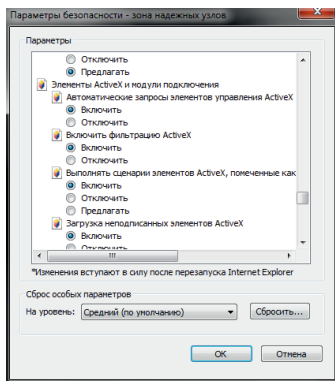 Параметры безопасности - зона надежных узлов
Параметры
Отключить
Предлагать
Элементы ActiveX и модули подключения
Автоматические запросы элементов управления ActiveX
Включить
Отключить
Включить фильтрацию ActiveX
Включить
Отключить
Выполнять сценарии элементов ActiveX, помеченные как
Включить
Отключить
Предлагать
Загрузка неподписанных элементов ActiveX
Включить
Отключить
*Изменения вступают в силу после перезапуска Internet Explorer
Сброс особых параметров
На уровень: Средний (по умолчанию) Сбросить...
ОК Отмена